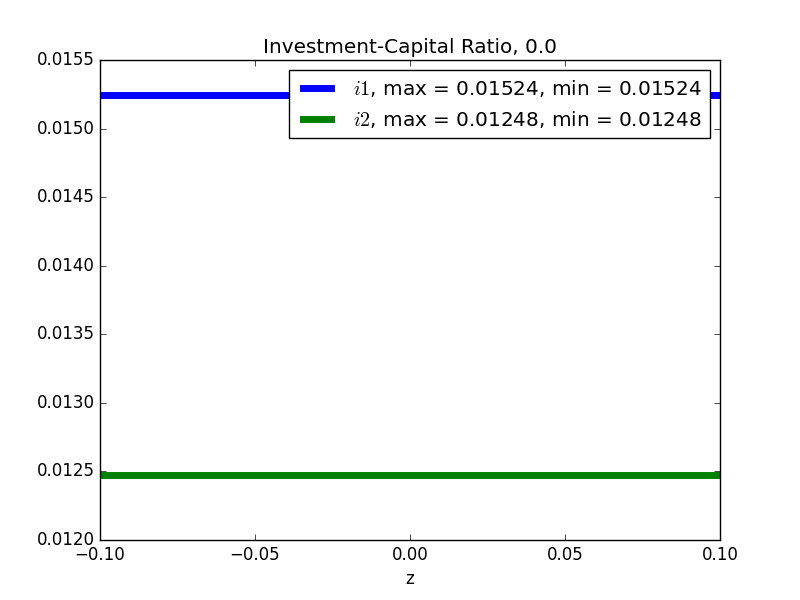 Investment-Capital Ratio, 0.0
i1, max = 0.01524, min = 0.01524
i2, max = 0.01248, min = 0.01248
0.0155
0.0150
0.0145
0.0140
0.0135
0.0130
0.0125
0.0120
−0.10 −0.05 0.00 0.05 0.10
z